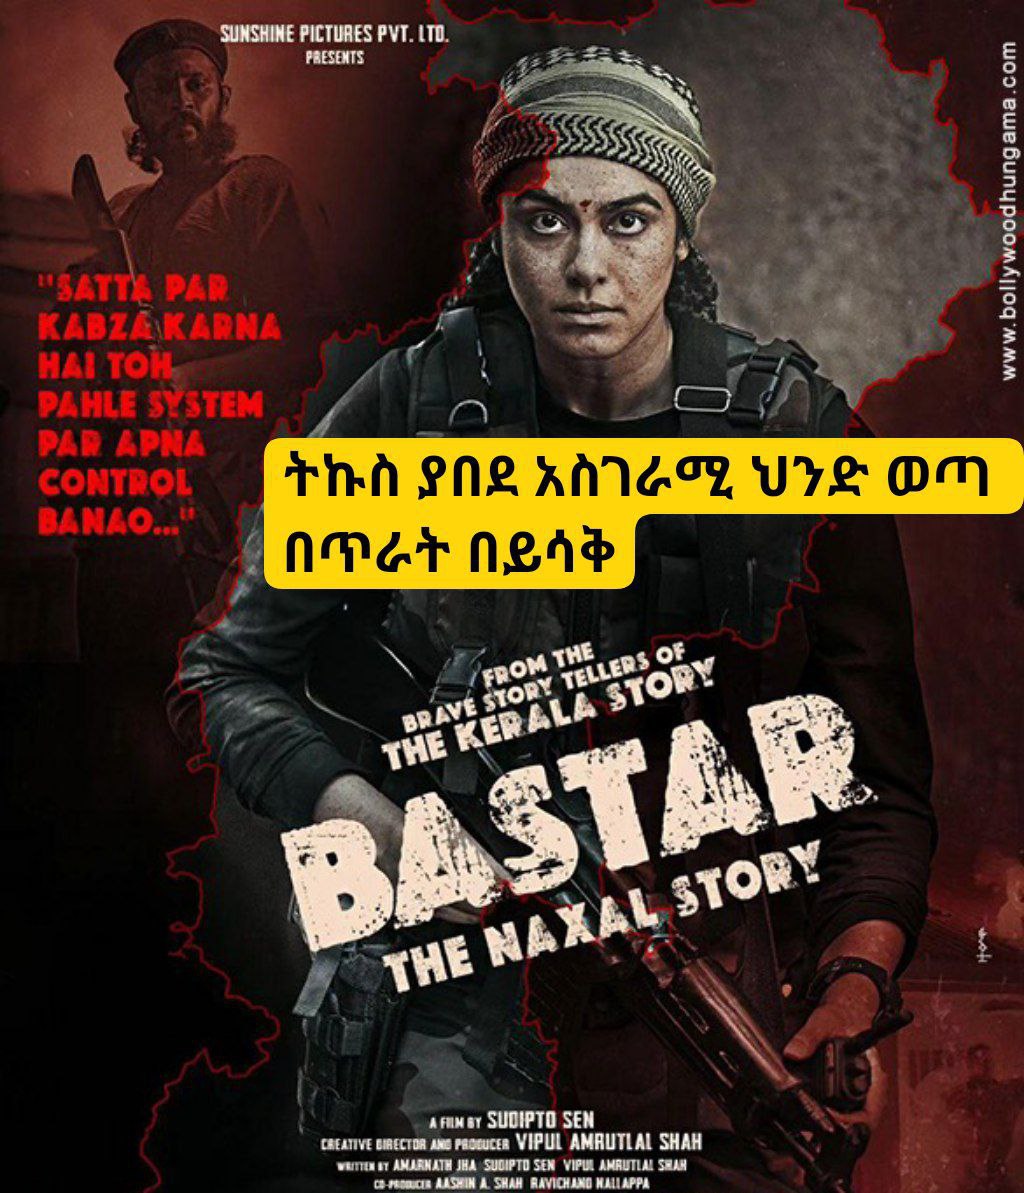 SUNSHINE PICTURES PVT. LTD.
PRESENTS
www.bollywoodhungama.com
"SATTA PAR
KABZA KARNA
HAI TOH
PAHLE SYSTEM
PAR APNA
CONTROL
BANAO..."
ትኩስ ያበደ አስገራሚ ህንድ ወጣ
በጥራት በይሳቅ
FROM THE
BRAVE STORY TELLERS OF
THE KERALA STORY
BASTAR
THE NAXAL STORY
A FILM BY SUDIPTO SEN
CREATIVE DIRECTOR AND PRODUCER VIPUL AMRUTLAL SHAH
WRITTEN BY AMARNATH JHA SUDIPTO SEN VIPUL AMRUTLAL SHAH
CO-PRODUCER AASHIN A. SHAH RAVICHAND NALLAPPA